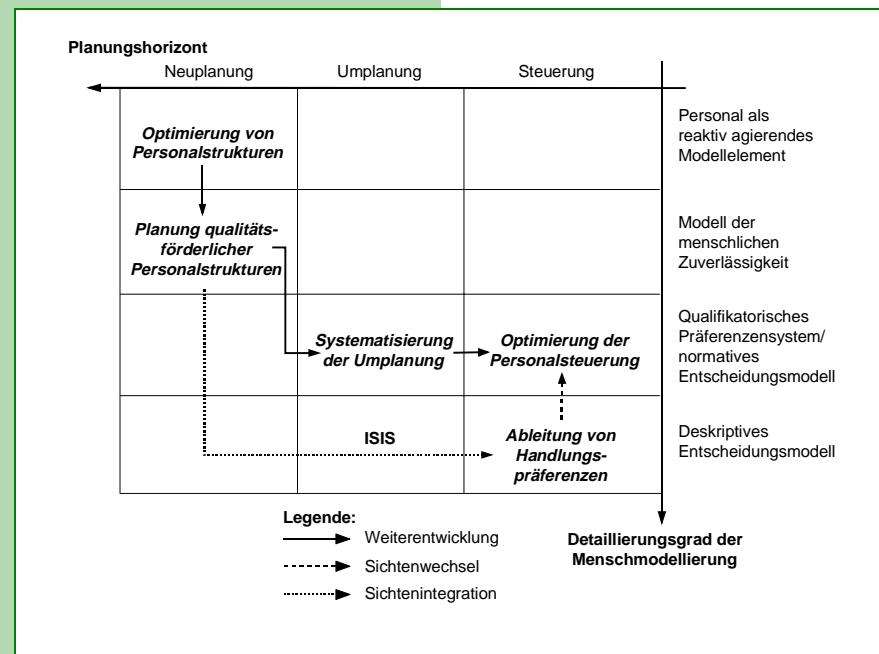 Planungshorizont
Neuplanung Umplanung Steuerung
Optimierung von
Personalstrukturen
Personal als
reaktiv agierendes
Modellelement
Planung qualitäts-
förderlicher
Personalstrukturen
Modell der
menschlichen
Zuverlässigkeit
Systematisierung
der Umplanung
Optimierung der
Personalsteuerung
Qualifikatorisches
Präferenzensystem/
normatives
Entscheidungsmodell
ISIS
Ableitung von
Handlungs-
präferenzen
Deskriptives
Entscheidungsmodell
Legende:
Weiterentwicklung
Sichtenwechsel
Sichtenintegration
Detaillierungsgrad der
Menschmodellierung